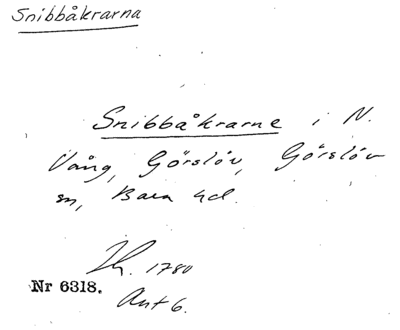 Snibbåkrarna
Snibbåkrarne i N.
Vång, Görslöv, Görslöv
sn, Bara hd.
1780
Nr 6318.
Akt 6.